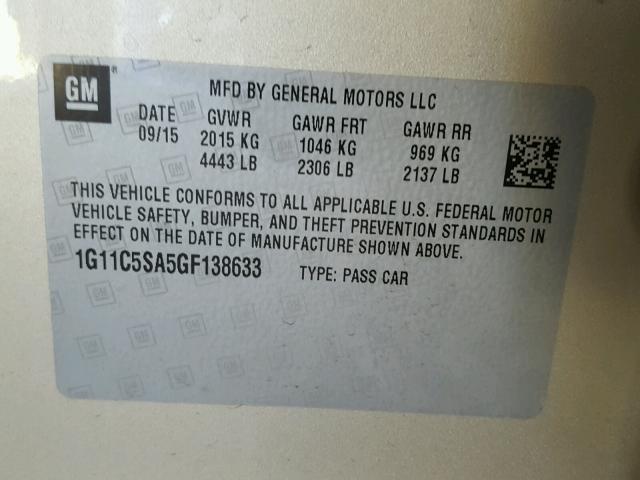 GM
MFD BY GENERAL MOTORS LLC
DATE GVWR GAWR FRT GAWR RR
09/15 2015 KG 1046 KG 969 KG
4443 LB 2306 LB 2137 LB
THIS VEHICLE CONFORMS TO ALL APPLICABLE U.S. FEDERAL MOTOR
VEHICLE SAFETY, BUMPER, AND THEFT PREVENTION STANDARDS IN
EFFECT ON THE DATE OF MANUFACTURE SHOWN ABOVE.
1G11C5SA5GF138633 TYPE: PASS CAR